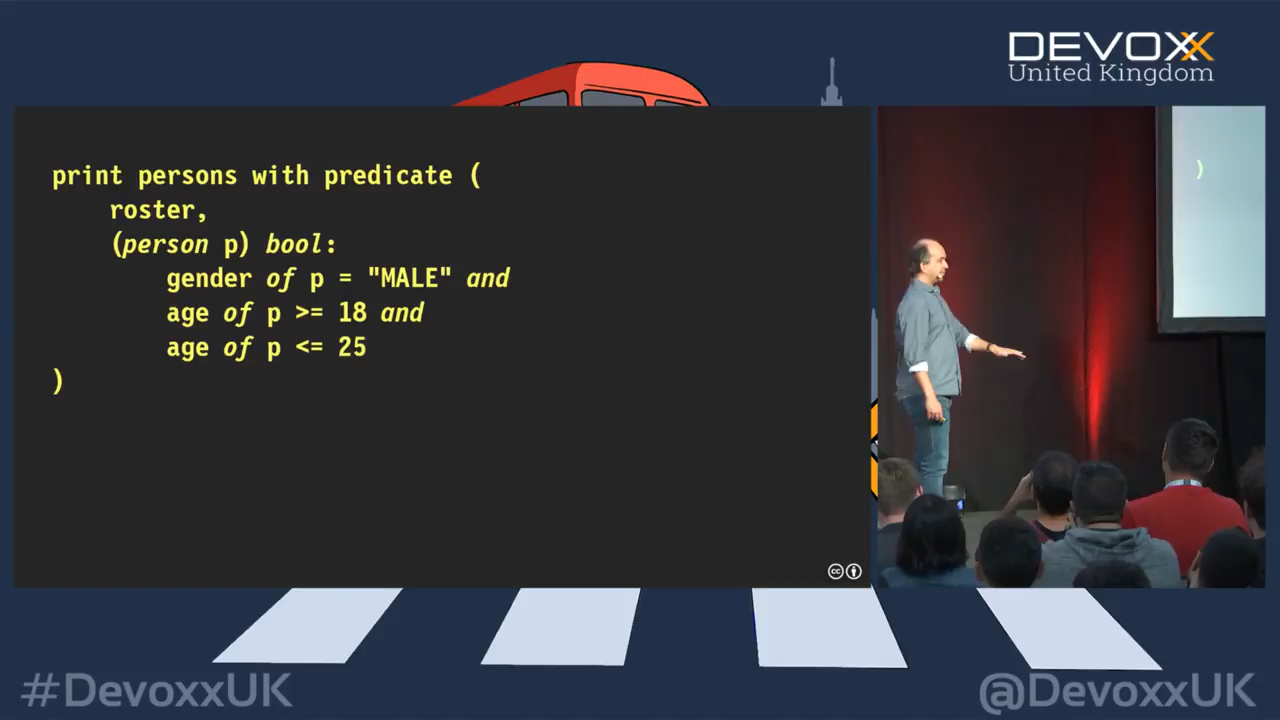 DEVOXX
United Kingdom
print persons with predicate (
roster,
(person p) bool:
gender of p = "MALE" and
age of p >= 18 and
age of p <= 25
)
)
cc
#DevoxxUK
@DevoxxUK